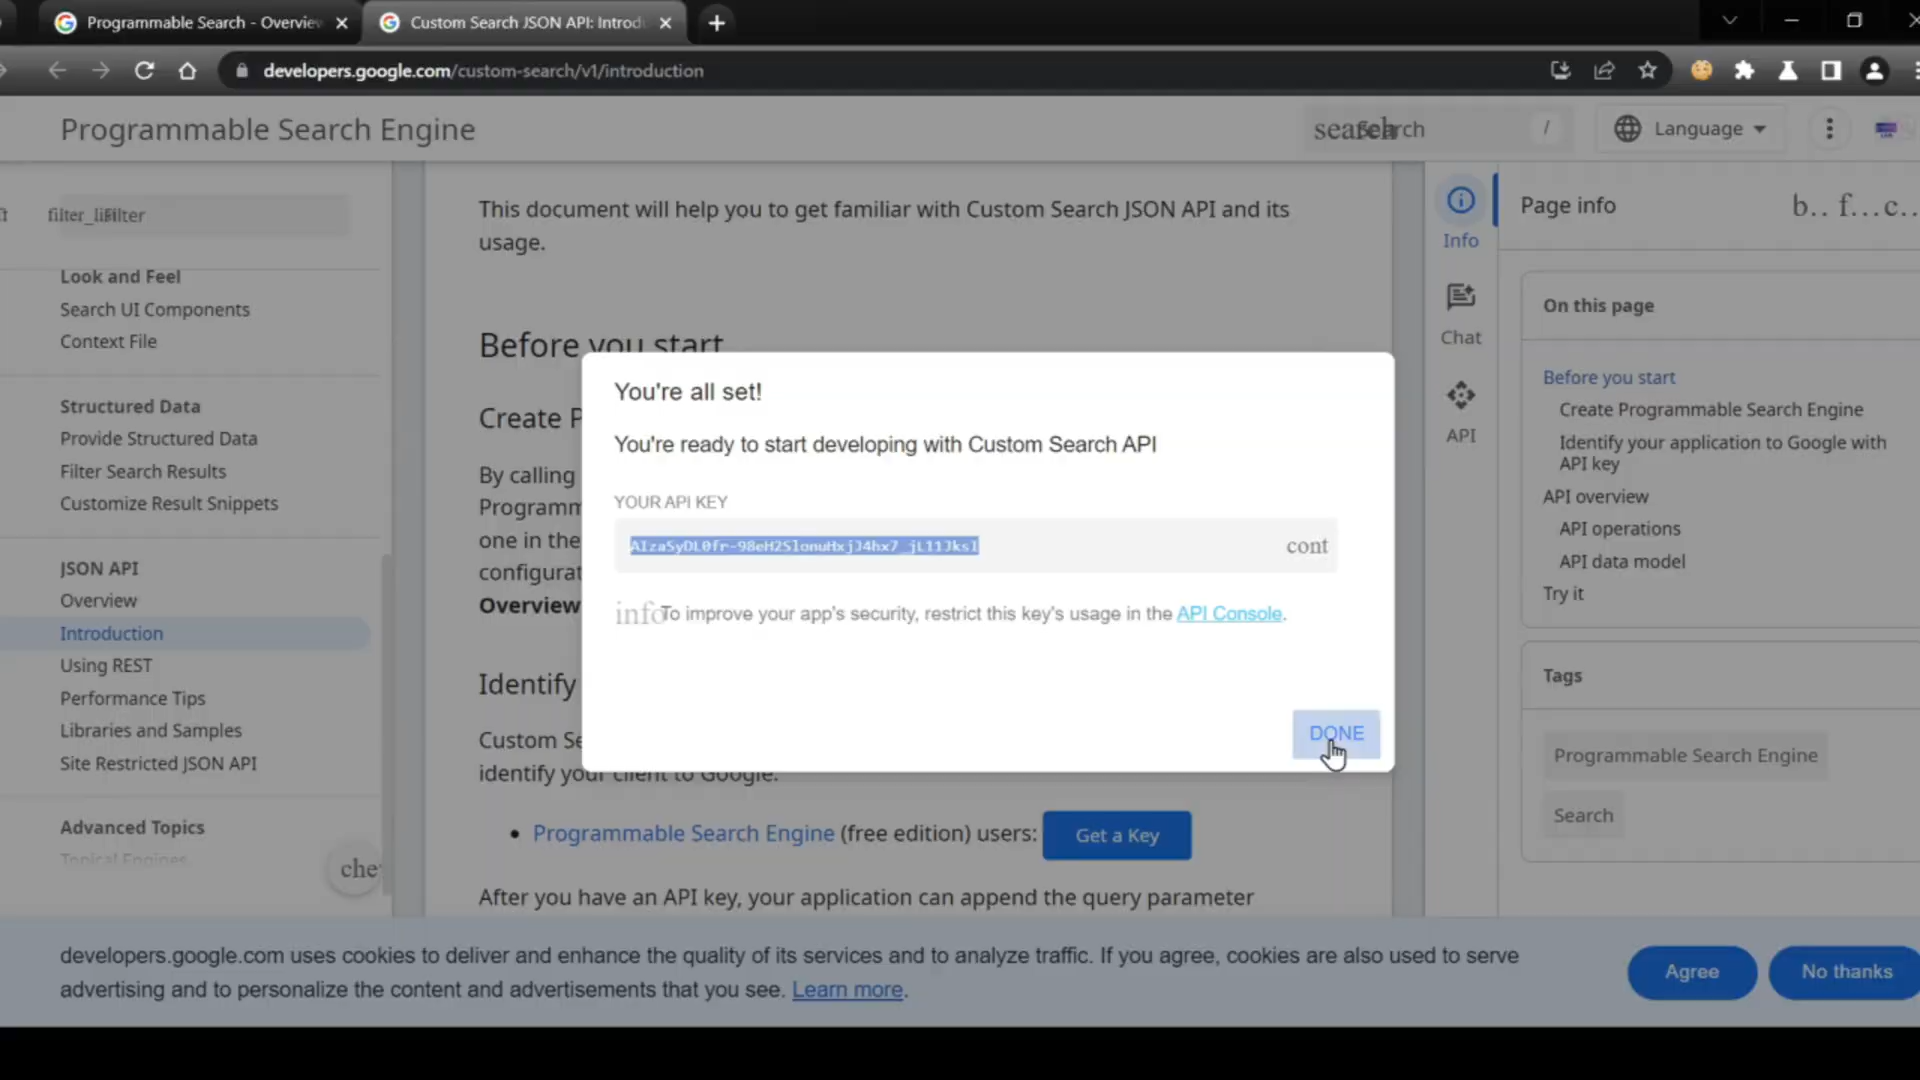 Programmable Search - Overvie
Custom Search JSON API: Introd
developers.google.com/custom-search/v1/introduction
Programmable Search Engine
search
Search
/
Language
filter_list
Filter
Look and Feel
Search UI Components
Context File
Structured Data
Provide Structured Data
Filter Search Results
Customize Result Snippets
JSON API
Overview
Introduction
Using REST
Performance Tips
Libraries and Samples
Site Restricted JSON API
Advanced Topics
Topical Engines
che
This document will help you to get familiar with Custom Search JSON API and its
usage.
Before you start
Create P
By calling
Programm
one in the
configurat
Overview
Identify
Custom Se
identify your client to Google.
You're all set!
You're ready to start developing with Custom Search API
YOUR API KEY
cont
info
To improve your app's security, restrict this key's usage in the API Console.
DONE
• Programmable Search Engine (free edition) users: Get a Key
After you have an API key, your application can append the query parameter
Info
Chat
API
Page info
b.. f...c..
On this page
Before you start
Create Programmable Search Engine
Identify your application to Google with
API key
API overview
API operations
API data model
Try it
Tags
Programmable Search Engine
Search
developers.google.com uses cookies to deliver and enhance the quality of its services and to analyze traffic. If you agree, cookies are also used to serve
advertising and to personalize the content and advertisements that you see. Learn more.
Agree
No thanks